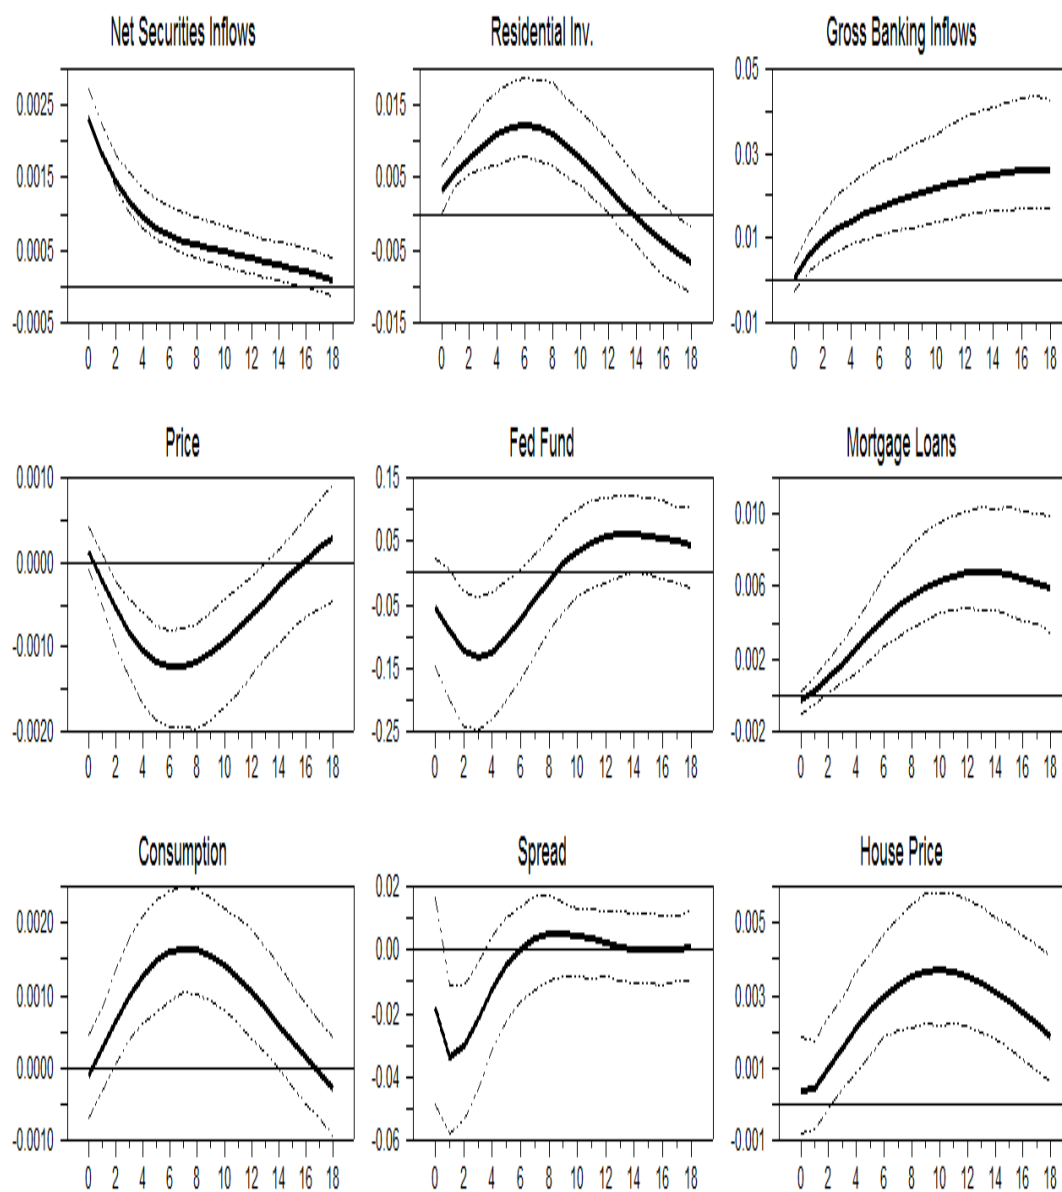 Net Securities Inflows Residential Inv. Gross Banking Inflows
0.0025 0.0015 0.0005 -0.0005
0 2 4 6 8 10 12 14 16 18
0.015 0.005 -0.005 -0.015
0 2 4 6 8 10 12 14 16 18
0.05 0.03 0.01 -0.01
0 2 4 6 8 10 12 14 16 18
Price Fed Fund Mortgage Loans
0.0010 0.0000 -0.0010 -0.0020
0 2 4 6 8 10 12 14 16 18
0.15 0.05 -0.05 -0.15 -0.25
0 2 4 6 8 10 12 14 16 18
0.010 0.006 0.002 -0.002
0 2 4 6 8 10 12 14 16 18
Consumption Spread House Price
0.0020 0.0010 0.0000 -0.0010
0 2 4 6 8 10 12 14 16 18
0.02 0.00 -0.02 -0.04 -0.06
0 2 4 6 8 10 12 14 16 18
0.005 0.003 0.001 -0.001
0 2 4 6 8 10 12 14 16 18